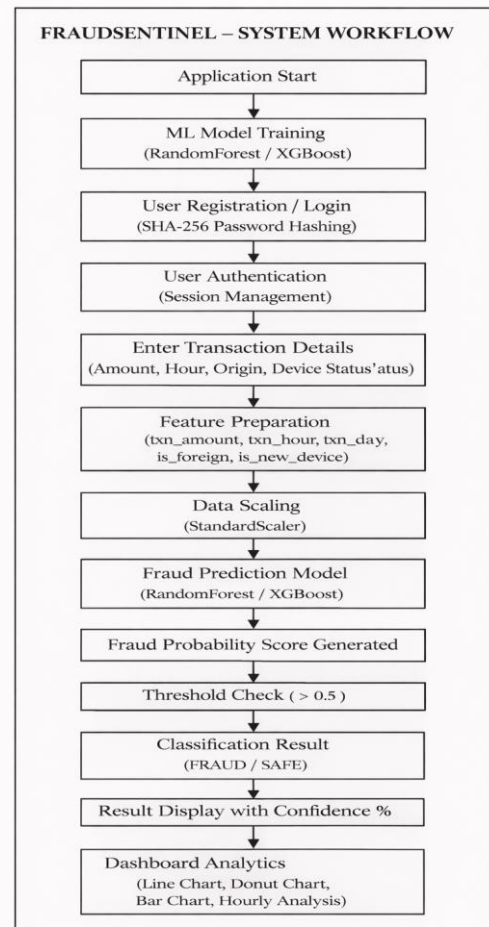 FRAUDSENTINEL – SYSTEM WORKFLOW
Application Start
ML Model Training
(RandomForest / XGBoost)
User Registration / Login
(SHA-256 Password Hashing)
User Authentication
(Session Management)
Enter Transaction Details
(Amount, Hour, Origin, Device Status'atus)
Feature Preparation
(txn_amount, txn_hour, txn_day,
is_foreign, is_new_device)
Data Scaling
(StandardScaler)
Fraud Prediction Model
(RandomForest / XGBoost)
Fraud Probability Score Generated
Threshold Check ( > 0.5 )
Classification Result
(FRAUD / SAFE)
Result Display with Confidence %
Dashboard Analytics
(Line Chart, Donut Chart,
Bar Chart, Hourly Analysis)